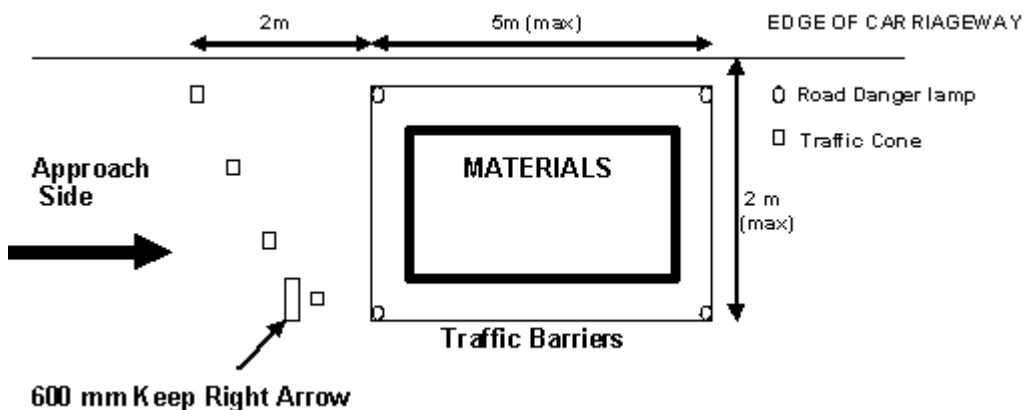 2m
5m (max)
EDGE OF CARRIAGEWAY
Road Danger lamp
Traffic Cone
Approach
Side
MATERIALS
2 m
(max)
Traffic Barriers
600 mm Keep Right Arrow